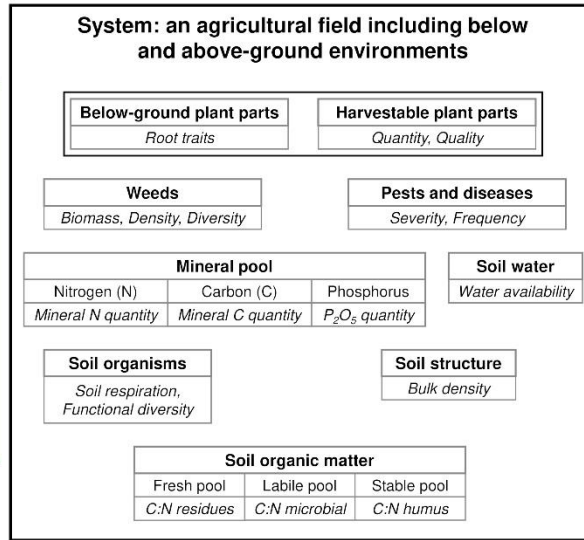 System: an agricultural field including below
and above-ground environments
Below-ground plant parts
Root traits
Harvestable plant parts
Quantity, Quality
Weeds
Biomass, Density, Diversity
Pests and diseases
Severity, Frequency
Mineral pool
Nitrogen (N) Carbon (C) Phosphorus
Mineral N quantity Mineral C quantity P₂O₅ quantity
Soil water
Water availability
Soil organisms
Soil respiration,
Functional diversity
Soil structure
Bulk density
Soil organic matter
Fresh pool Labile pool Stable pool
C:N residues C:N microbial C:N humus